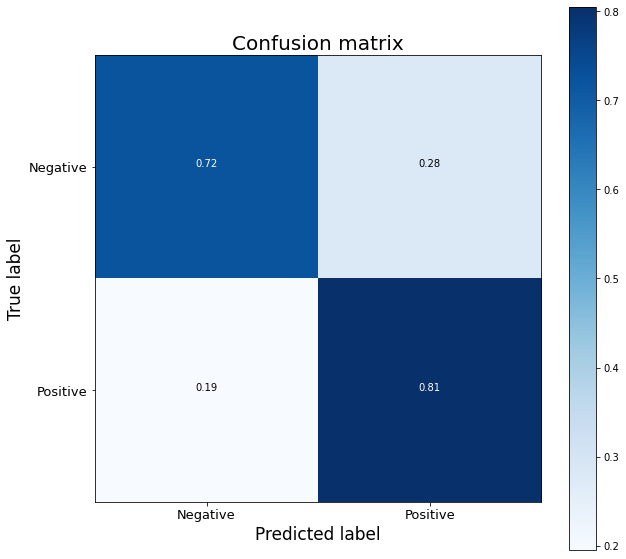 Confusion matrix
0.8
0.7
0.6
0.5
0.4
0.3
0.2
True label
Negative
0.72
0.28
Positive
0.19
0.81
Negative
Positive
Predicted label